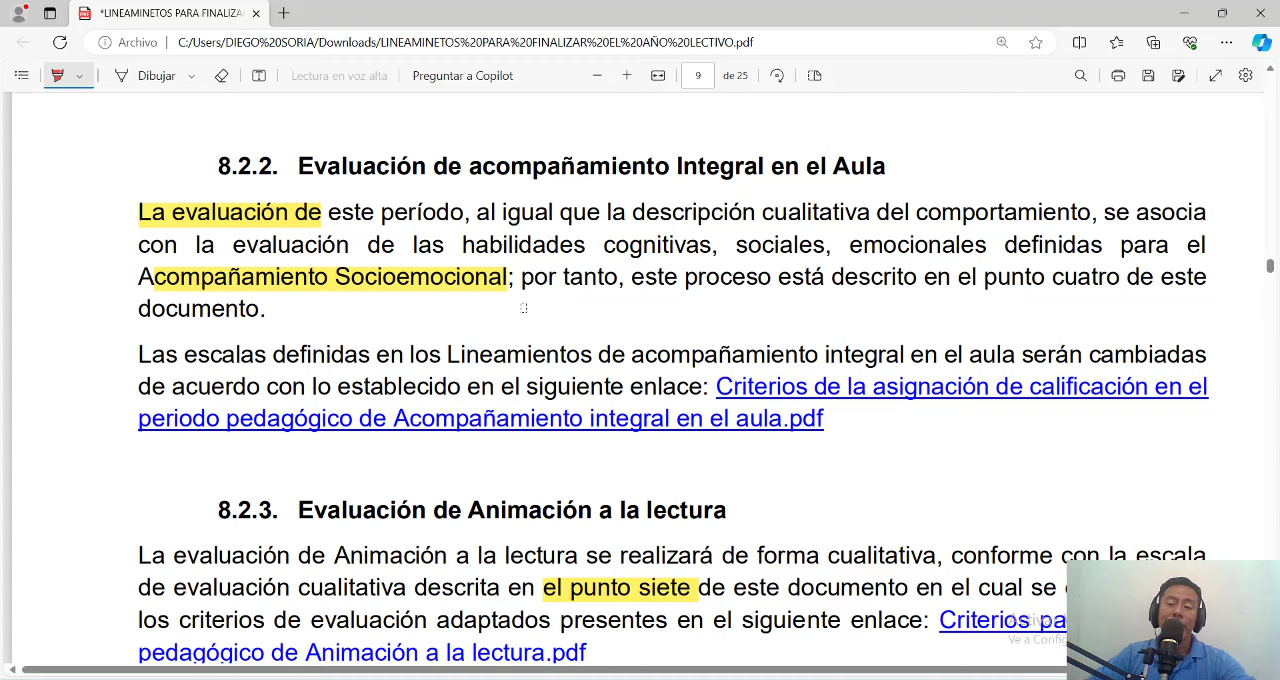 *LINEAMINETOS PARA FINALIZA
Archivo C:/Users/DIEGO%20SORIA/Downloads/LINEAMINETOS%20PARA%20FINALIZAR%20EL%20AÑO%20LECTIVO.pdf
Dibujar Lectura en voz alta Preguntar a Copilot 9 de 25
8.2.2. Evaluación de acompañamiento Integral en el Aula
La evaluación de este período, al igual que la descripción cualitativa del comportamiento, se asocia
con la evaluación de las habilidades cognitivas, sociales, emocionales definidas para el
Acompañamiento Socioemocional; por tanto, este proceso está descrito en el punto cuatro de este
documento.
Las escalas definidas en los Lineamientos de acompañamiento integral en el aula serán cambiadas
de acuerdo con lo establecido en el siguiente enlace: Criterios de la asignación de calificación en el
periodo pedagógico de Acompañamiento integral en el aula.pdf
8.2.3. Evaluación de Animación a la lectura
La evaluación de Animación a la lectura se realizará de forma cualitativa, conforme con la escala
de evaluación cualitativa descrita en el punto siete de este documento en el cual se
los criterios de evaluación adaptados presentes en el siguiente enlace: Criterios pa
Ve a Config
pedagógico de Animación a la lectura.pdf